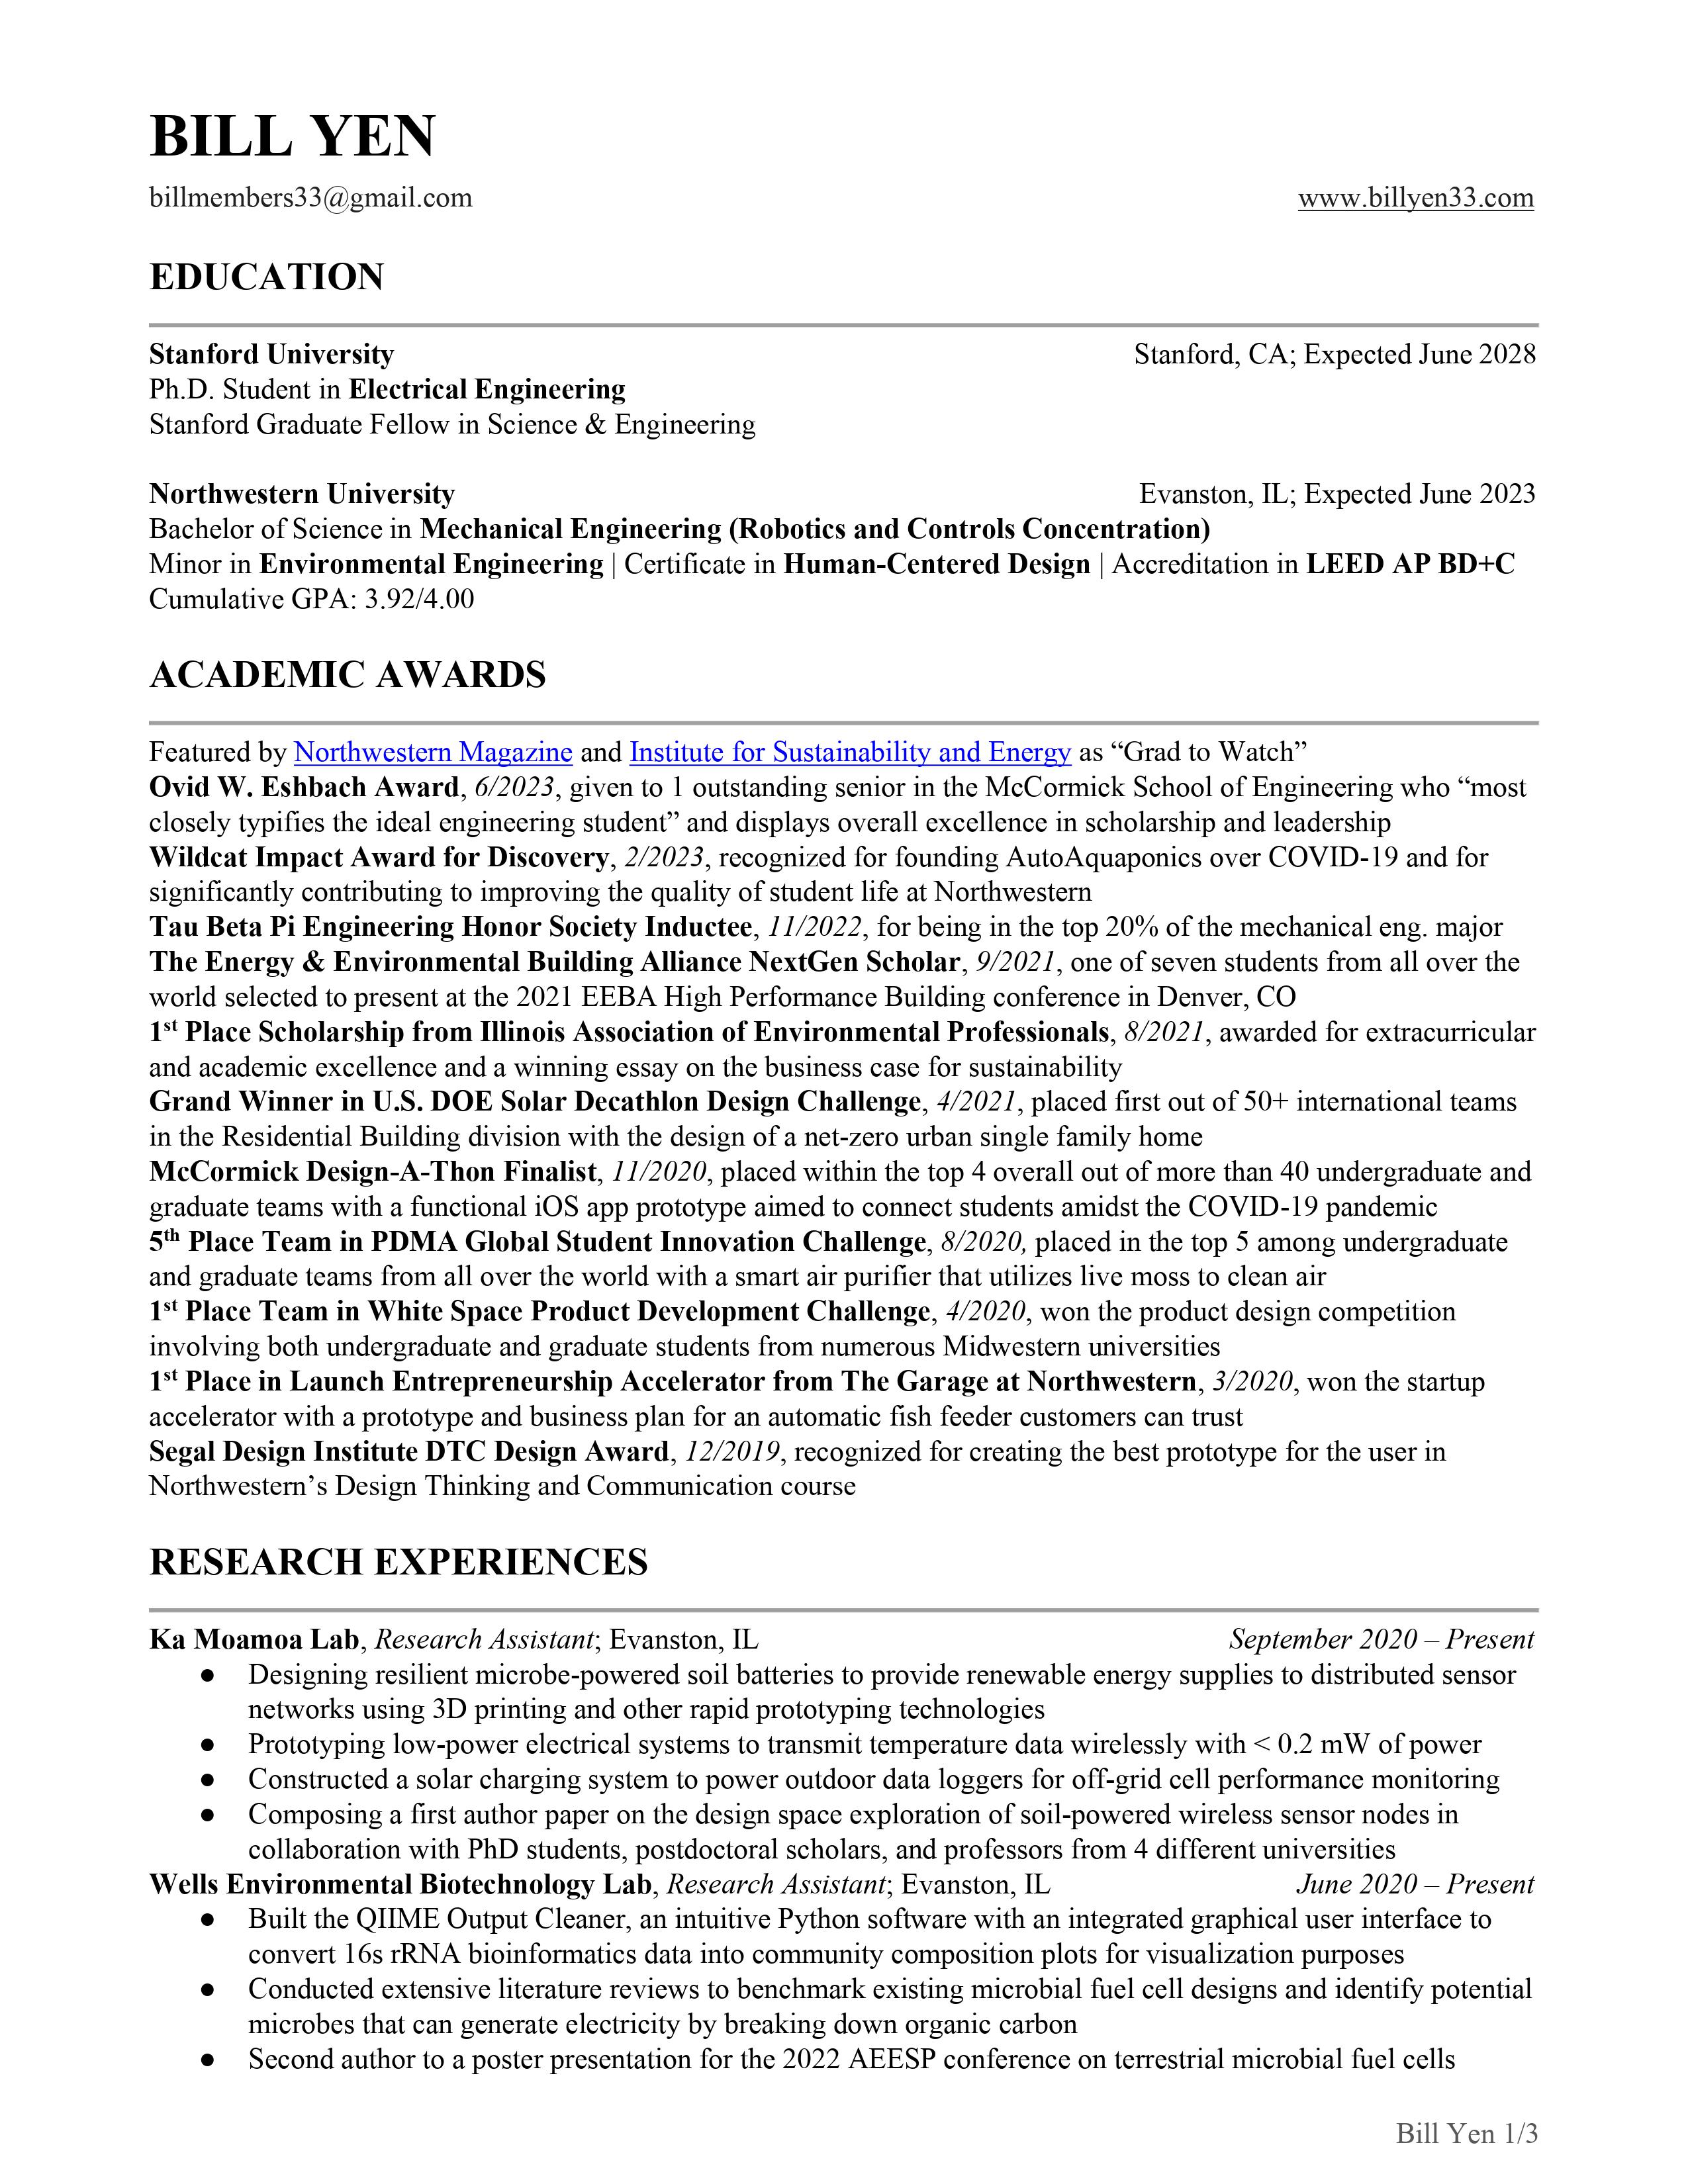 BILL YEN
billmembers33@gmail.com www.billyen33.com
EDUCATION
Stanford University Stanford, CA; Expected June 2028
Ph.D. Student in Electrical Engineering
Stanford Graduate Fellow in Science & Engineering
Northwestern University Evanston, IL; Expected June 2023
Bachelor of Science in Mechanical Engineering (Robotics and Controls Concentration)
Minor in Environmental Engineering | Certificate in Human-Centered Design | Accreditation in LEED AP BD+C
Cumulative GPA: 3.92/4.00
ACADEMIC AWARDS
Featured by Northwestern Magazine and Institute for Sustainability and Energy as “Grad to Watch”
Ovid W. Eshbach Award, 6/2023, given to 1 outstanding senior in the McCormick School of Engineering who “most
closely typifies the ideal engineering student” and displays overall excellence in scholarship and leadership
Wildcat Impact Award for Discovery, 2/2023, recognized for founding AutoAquaponics over COVID-19 and for
significantly contributing to improving the quality of student life at Northwestern
Tau Beta Pi Engineering Honor Society Inductee, 11/2022, for being in the top 20% of the mechanical eng. major
The Energy & Environmental Building Alliance NextGen Scholar, 9/2021, one of seven students from all over the
world selected to present at the 2021 EEBA High Performance Building conference in Denver, CO
1st Place Scholarship from Illinois Association of Environmental Professionals, 8/2021, awarded for extracurricular
and academic excellence and a winning essay on the business case for sustainability
Grand Winner in U.S. DOE Solar Decathlon Design Challenge, 4/2021, placed first out of 50+ international teams
in the Residential Building division with the design of a net-zero urban single family home
McCormick Design-A-Thon Finalist, 11/2020, placed within the top 4 overall out of more than 40 undergraduate and
graduate teams with a functional iOS app prototype aimed to connect students amidst the COVID-19 pandemic
5th Place Team in PDMA Global Student Innovation Challenge, 8/2020, placed in the top 5 among undergraduate
and graduate teams from all over the world with a smart air purifier that utilizes live moss to clean air
1st Place Team in White Space Product Development Challenge, 4/2020, won the product design competition
involving both undergraduate and graduate students from numerous Midwestern universities
1st Place in Launch Entrepreneurship Accelerator from The Garage at Northwestern, 3/2020, won the startup
accelerator with a prototype and business plan for an automatic fish feeder customers can trust
Segal Design Institute DTC Design Award, 12/2019, recognized for creating the best prototype for the user in
Northwestern’s Design Thinking and Communication course
RESEARCH EXPERIENCES
Ka Moamoa Lab, Research Assistant; Evanston, IL September 2020 – Present
● Designing resilient microbe-powered soil batteries to provide renewable energy supplies to distributed sensor
networks using 3D printing and other rapid prototyping technologies
● Prototyping low-power electrical systems to transmit temperature data wirelessly with < 0.2 mW of power
● Constructed a solar charging system to power outdoor data loggers for off-grid cell performance monitoring
● Composing a first author paper on the design space exploration of soil-powered wireless sensor nodes in
collaboration with PhD students, postdoctoral scholars, and professors from 4 different universities
Wells Environmental Biotechnology Lab, Research Assistant; Evanston, IL June 2020 – Present
● Built the QIIME Output Cleaner, an intuitive Python software with an integrated graphical user interface to
convert 16s rRNA bioinformatics data into community composition plots for visualization purposes
● Conducted extensive literature reviews to benchmark existing microbial fuel cell designs and identify potential
microbes that can generate electricity by breaking down organic carbon
● Second author to a poster presentation for the 2022 AEESP conference on terrestrial microbial fuel cells
Bill Yen 1/3